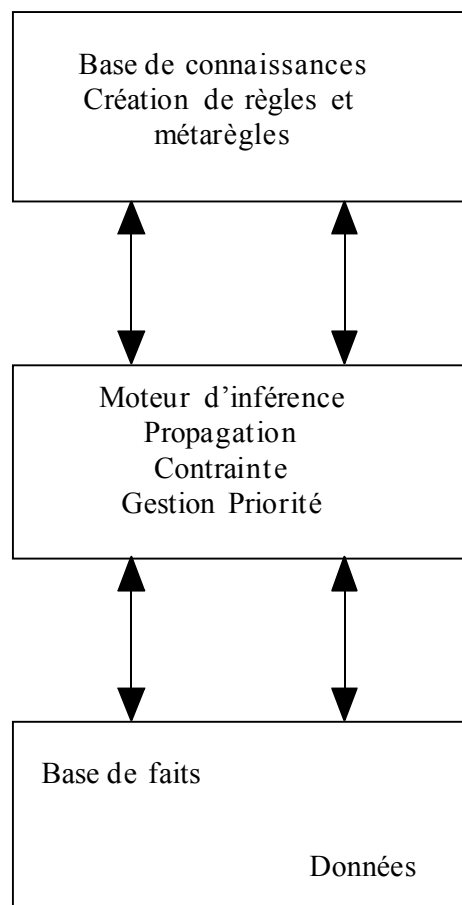 Base de connaissances
Création de règles et
métarègles
Moteur d'inférence
Propagation
Contrainte
Gestion Priorité
Base de faits
Données